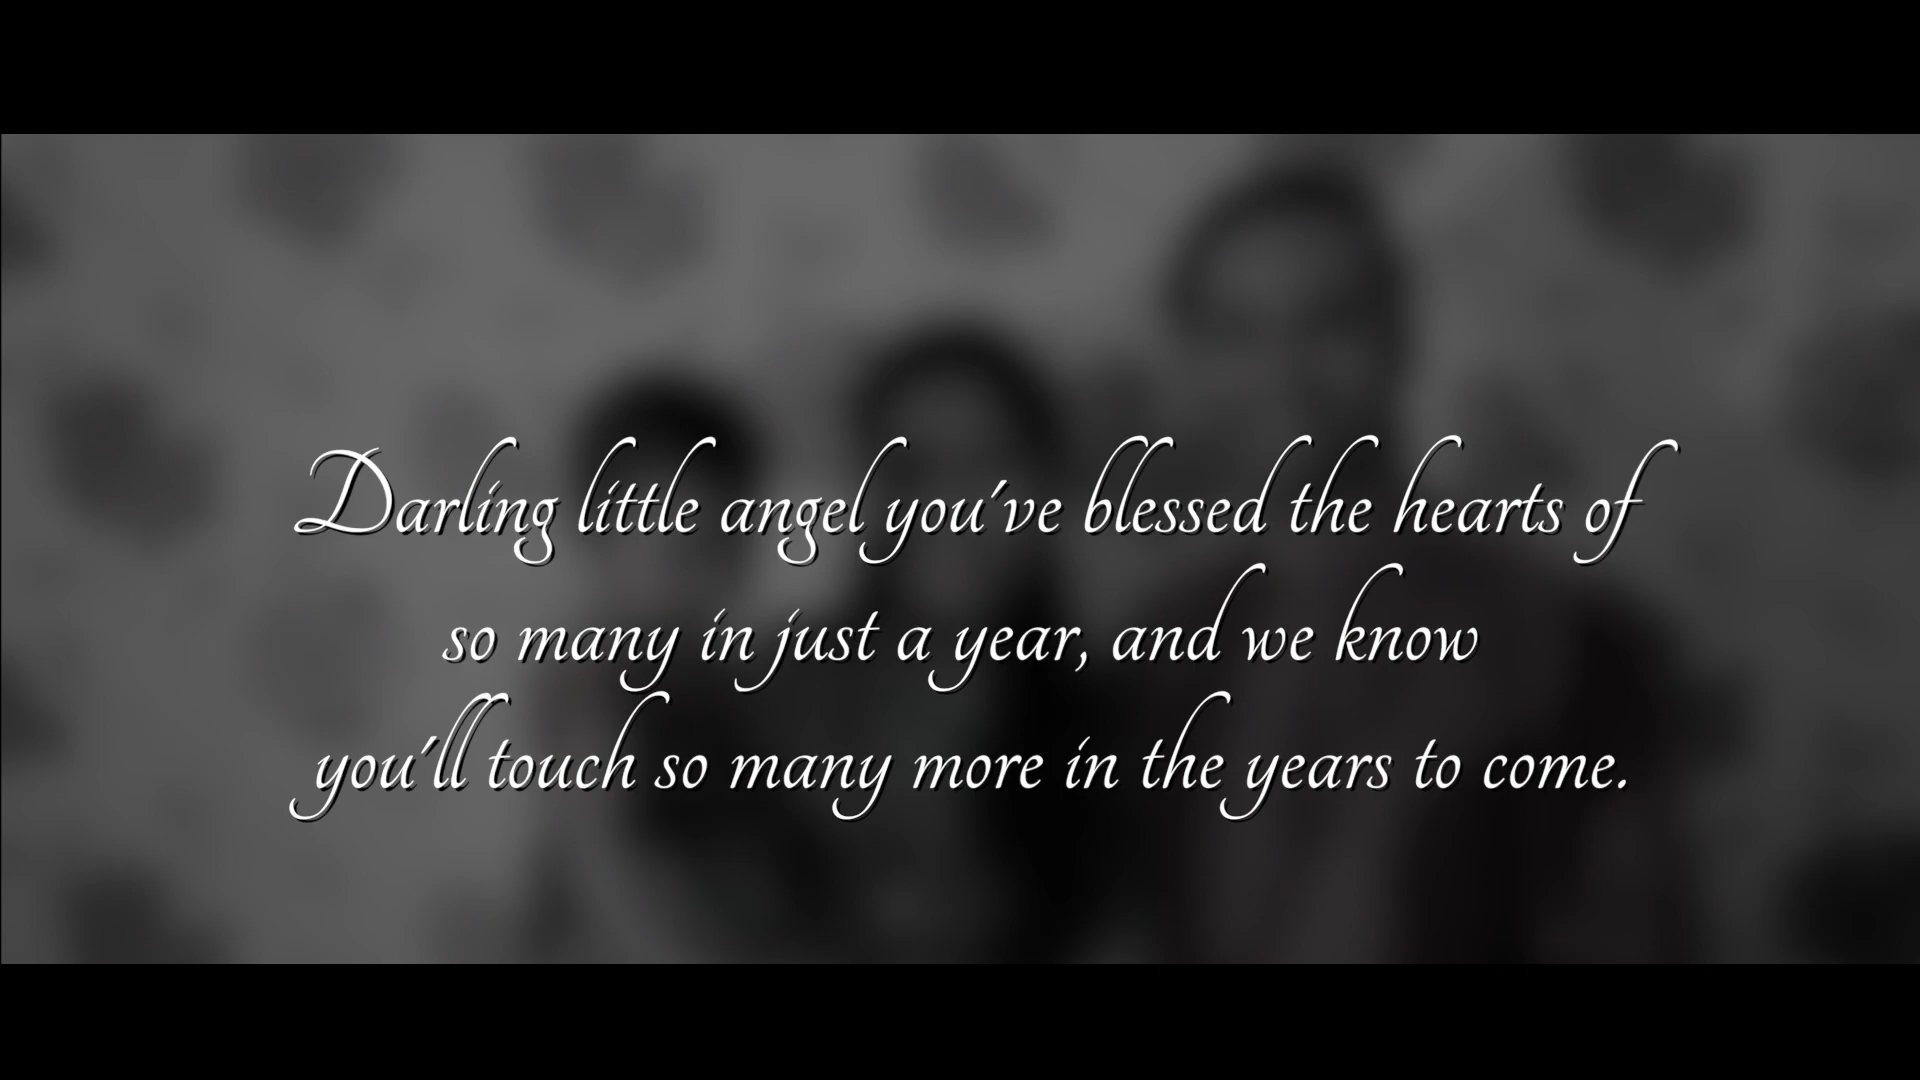 Darling little angel you've blessed the hearts of
so many in just a year, and we know
you'll touch so many more in the years to come.